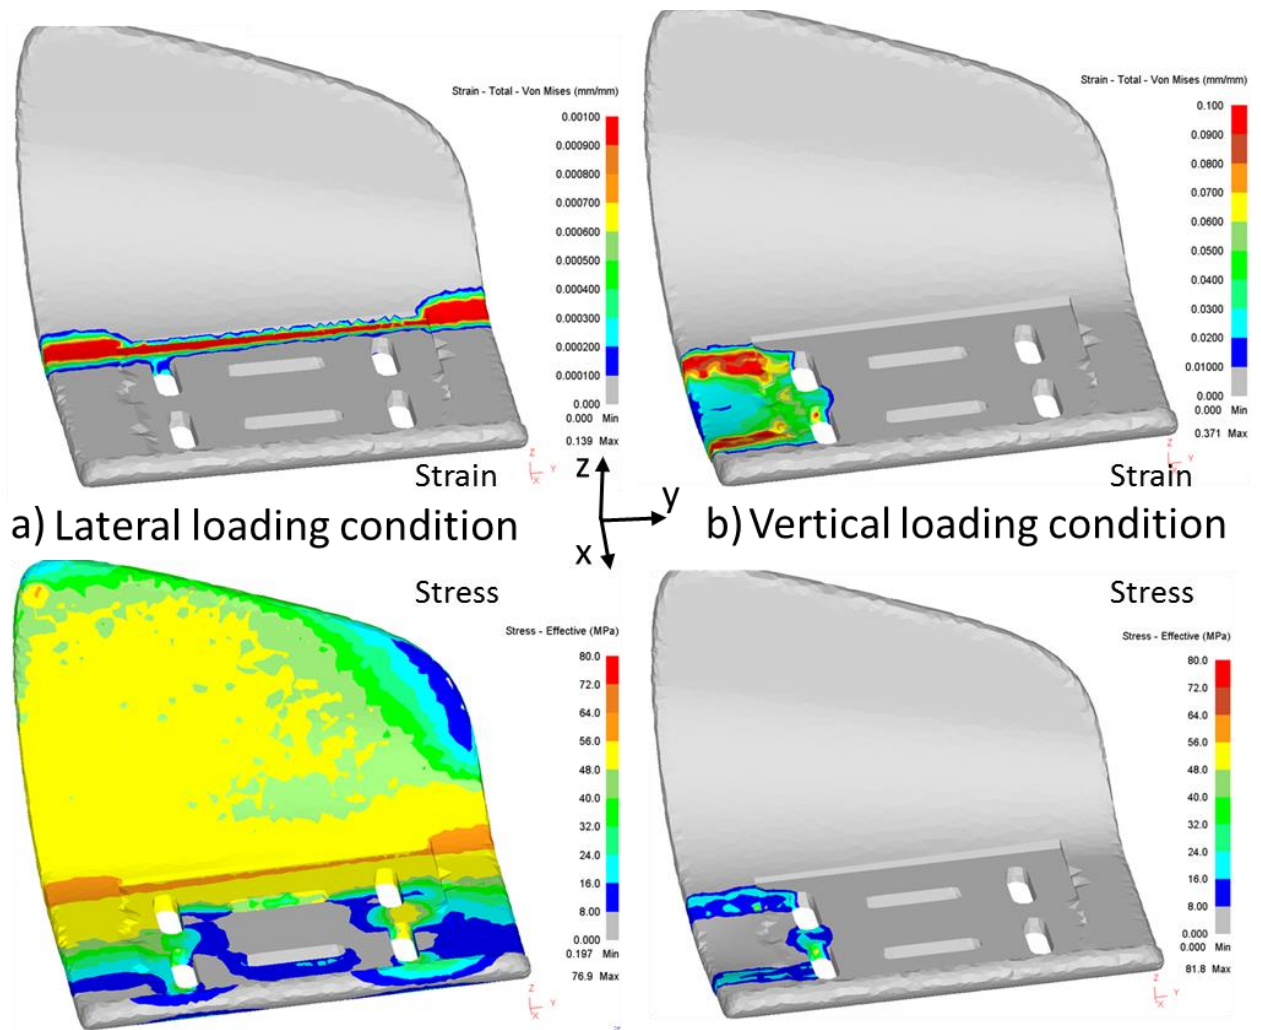 Strain - Total - Von Mises (mm/mm)
0.00100
0.000900
0.000800
0.000700
0.000600
0.000500
0.000400
0.000300
0.000200
0.000100
0.000
0.000 Min
0.139 Max
Z
Y
X
Strain
Strain - Total - Von Mises (mm/mm)
0.100
0.0900
0.0800
0.0700
0.0600
0.0500
0.0400
0.0300
0.0200
0.01000
0.000
0.000 Min
0.371 Max
Z
Y
X
Strain
z
y
x
a) Lateral loading condition
b) Vertical loading condition
Stress
Stress - Effective (MPa)
80.0
72.0
64.0
56.0
48.0
40.0
32.0
24.0
16.0
8.00
0.000
0.197 Min
76.9 Max
Z
Y
X
Stress
Stress - Effective (MPa)
80.0
72.0
64.0
56.0
48.0
40.0
32.0
24.0
16.0
8.00
0.000
0.000 Min
81.8 Max
Z
Y
X